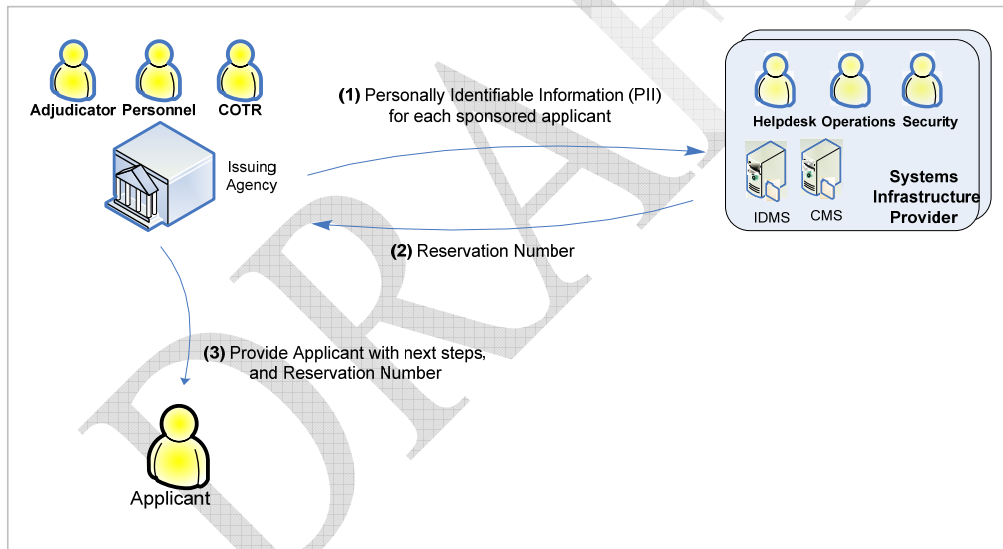 Adjudicator Personnel COTR
Issuing
Agency
(1) Personally Identifiable Information (PII)
for each sponsored applicant
Helpdesk Operations Security
IDMS CMS
Systems
Infrastructure
Provider
(2) Reservation Number
(3) Provide Applicant with next steps,
and Reservation Number
Applicant
DRAFT